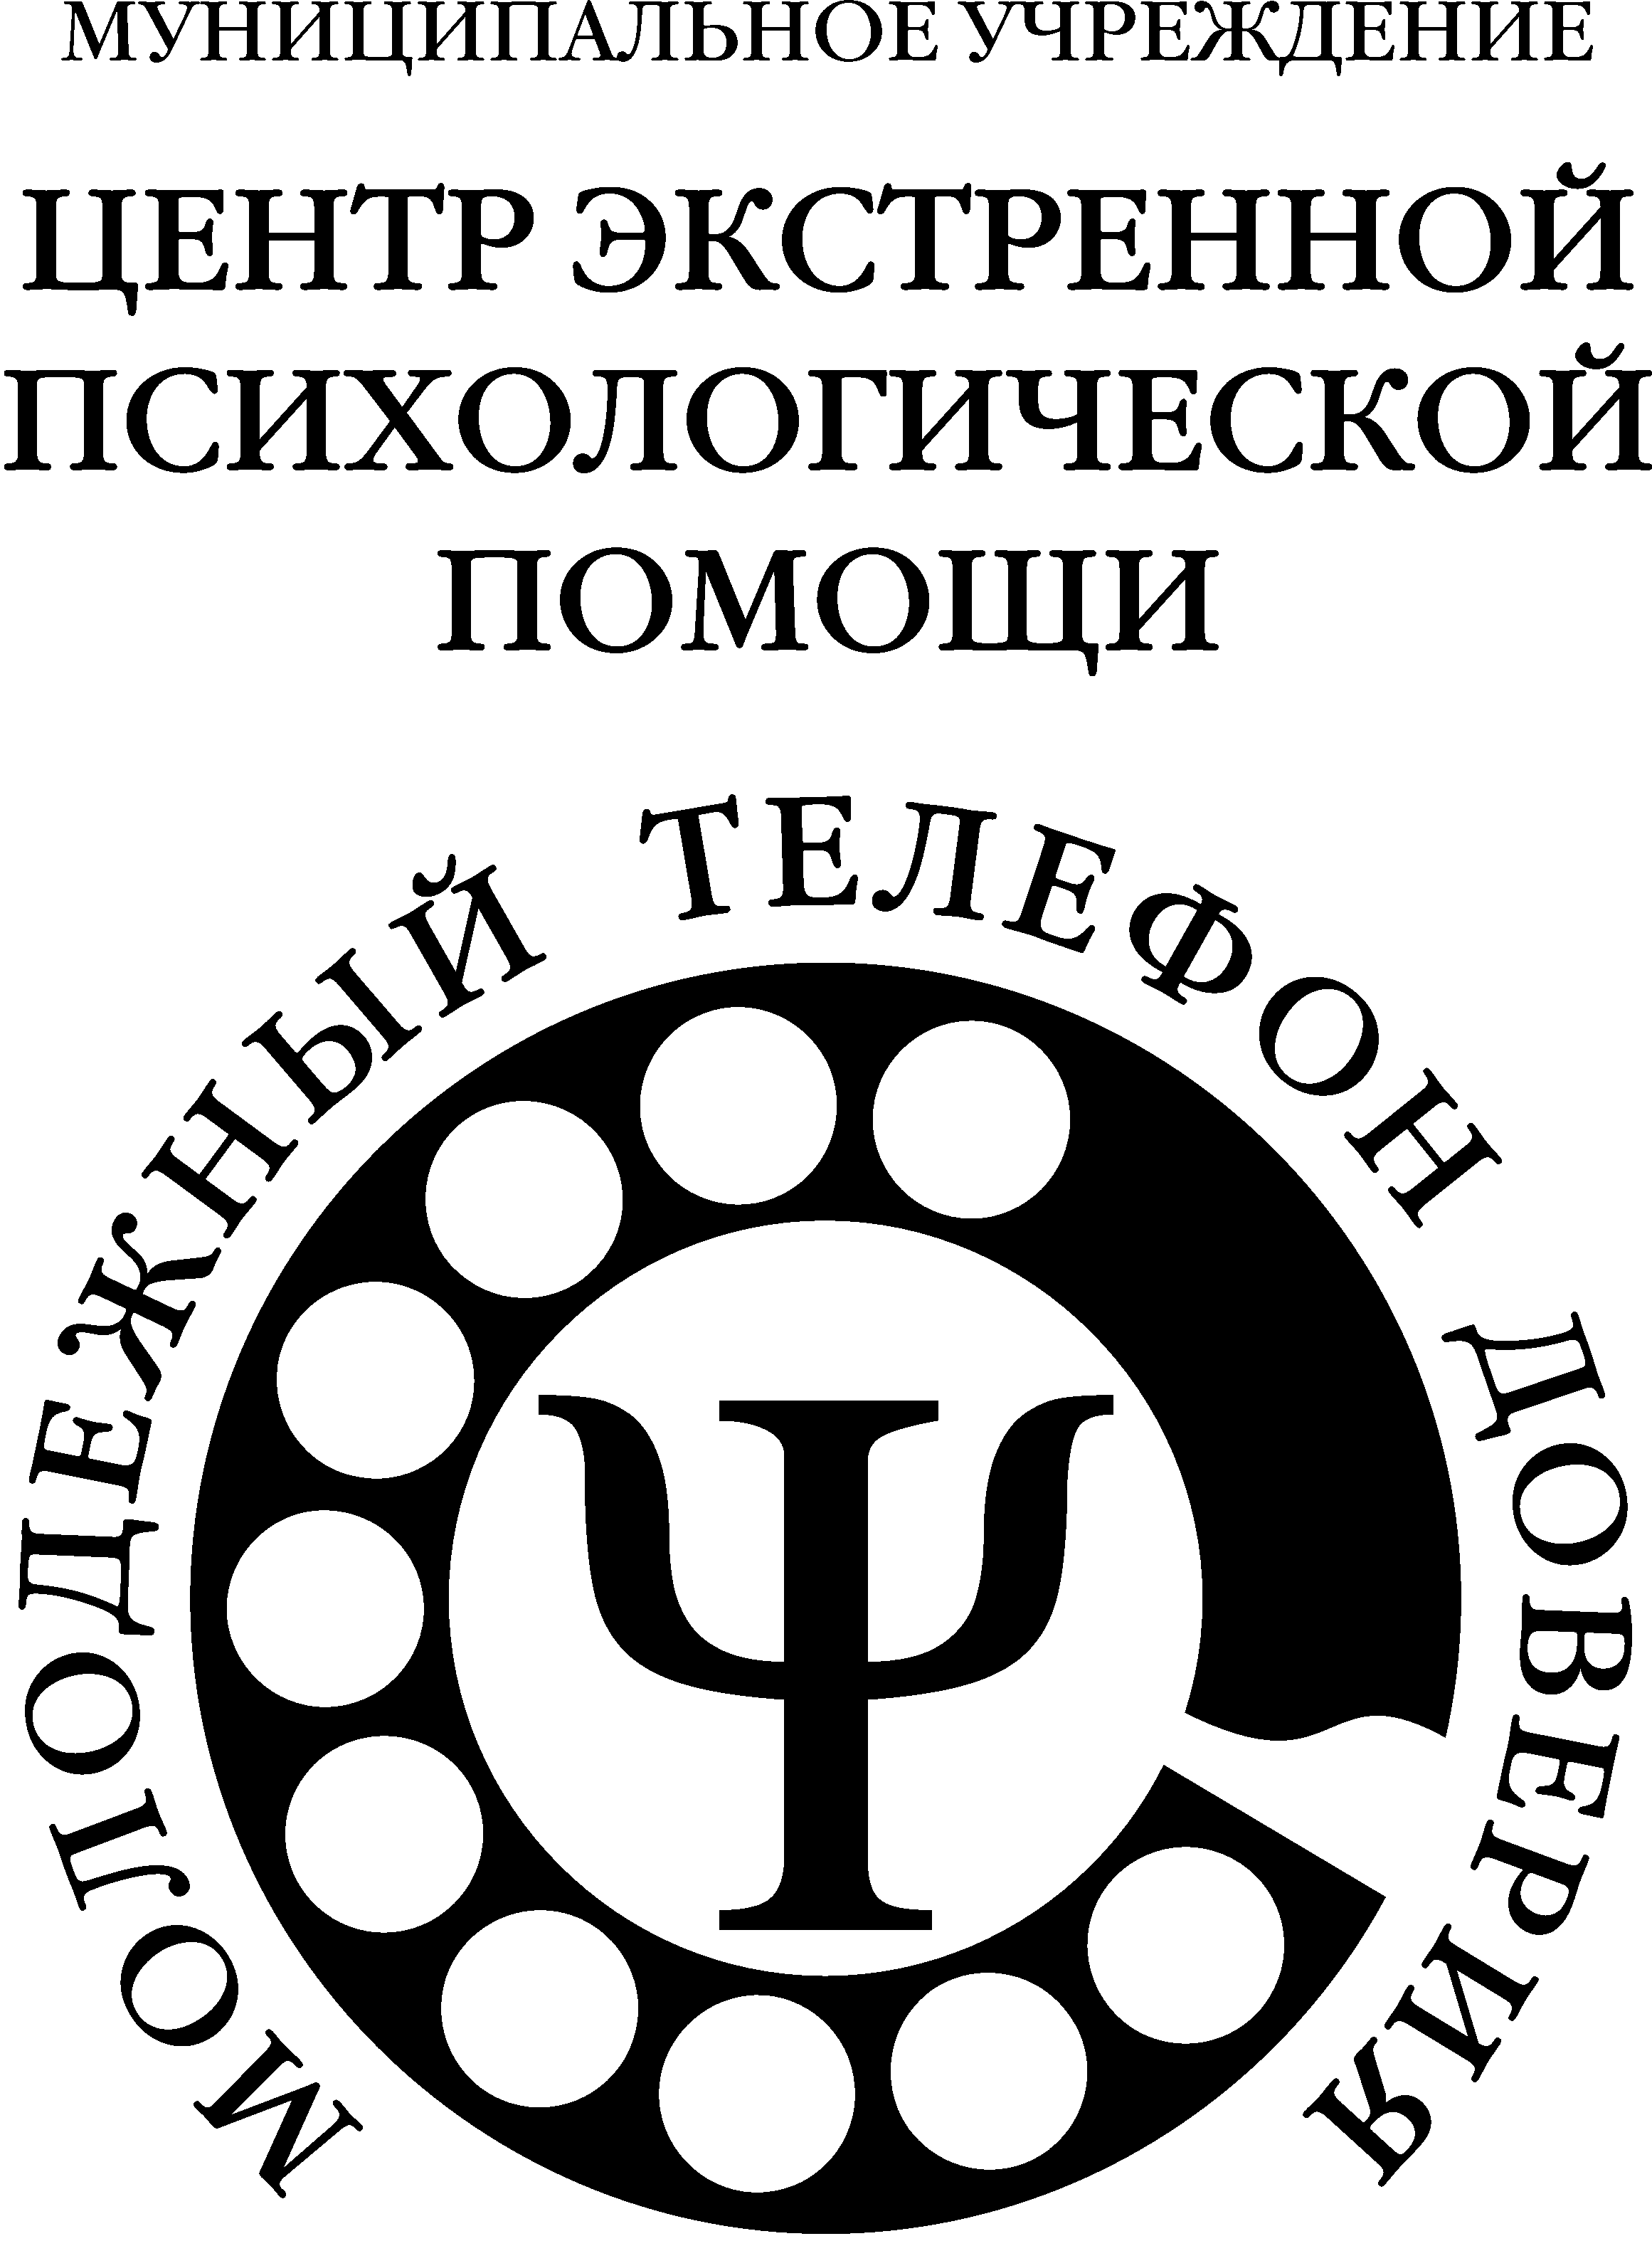 МУНИЦИПАЛЬНОЕ УЧРЕЖДЕНИЕ
ЦЕНТР ЭКСТРЕННОЙ
ПСИХОЛОГИЧЕСКОЙ
ПОМОЩИ
МОЛОДЕЖНЫЙ ТЕЛЕФОН ДОВЕРИЯ
Ψ